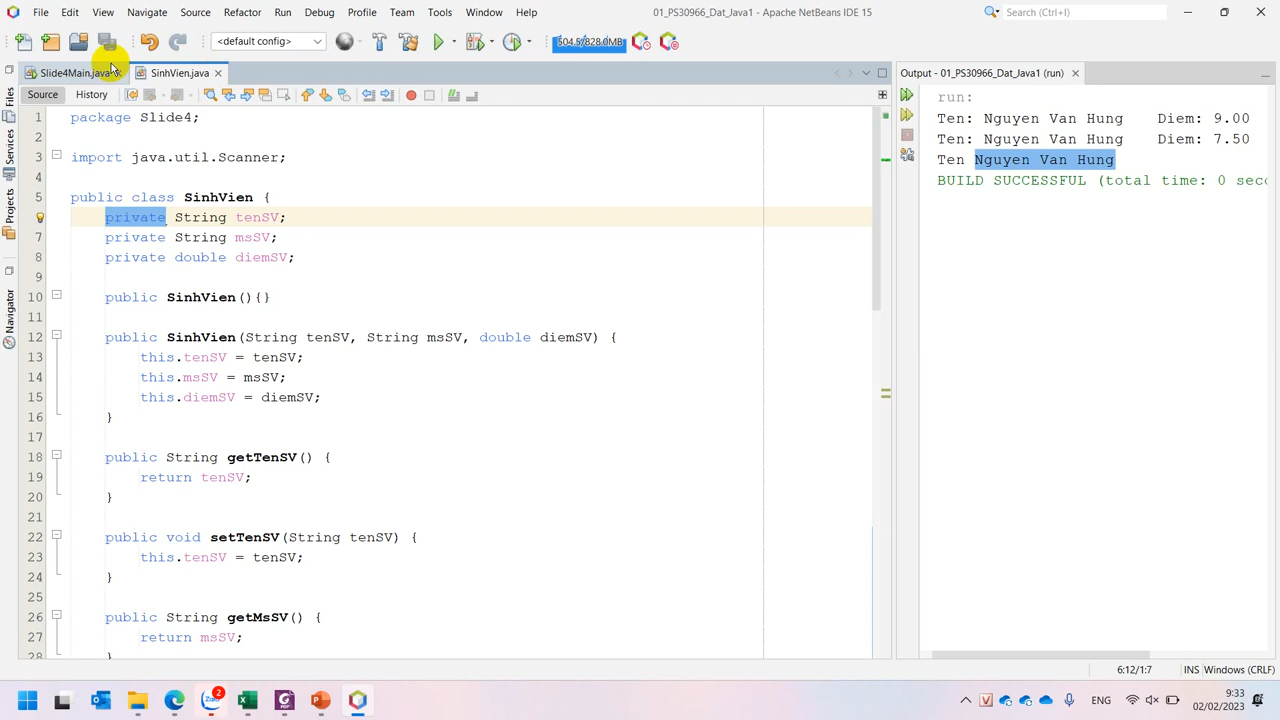 File Edit View Navigate Source Refactor Run Debug Profile Team Tools Window Help
01_PS30966_Dat_Java1 - Apache NetBeans IDE 15
Search (Ctrl+I)
<default config>
504.5/828.0MB
Slide4Main.java
SinhVien.java
Output - 01_PS30966_Dat_Java1 (run)
Source History
Files
Services
Projects
Navigator
1 package Slide4;
2
3 import java.util.Scanner;
4
5 public class SinhVien {
6 private String tenSV;
7 private String msSV;
8 private double diemSV;
9
10 public SinhVien(){}
11
12 public SinhVien(String tenSV, String msSV, double diemSV) {
13 this.tenSV = tenSV;
14 this.msSV = msSV;
15 this.diemSV = diemSV;
16 }
17
18 public String getTenSV() {
19 return tenSV;
20 }
21
22 public void setTenSV(String tenSV) {
23 this.tenSV = tenSV;
24 }
25
26 public String getMsSV() {
27 return msSV;
28 }
run:
Ten: Nguyen Van Hung Diem: 9.00
Ten: Nguyen Van Hung Diem: 7.50
Ten Nguyen Van Hung
BUILD SUCCESSFUL (total time: 0 seco
6:12/1:7 INS Windows (CRLF)
Zalo
2
PDF
ENG
9:33
02/02/2023